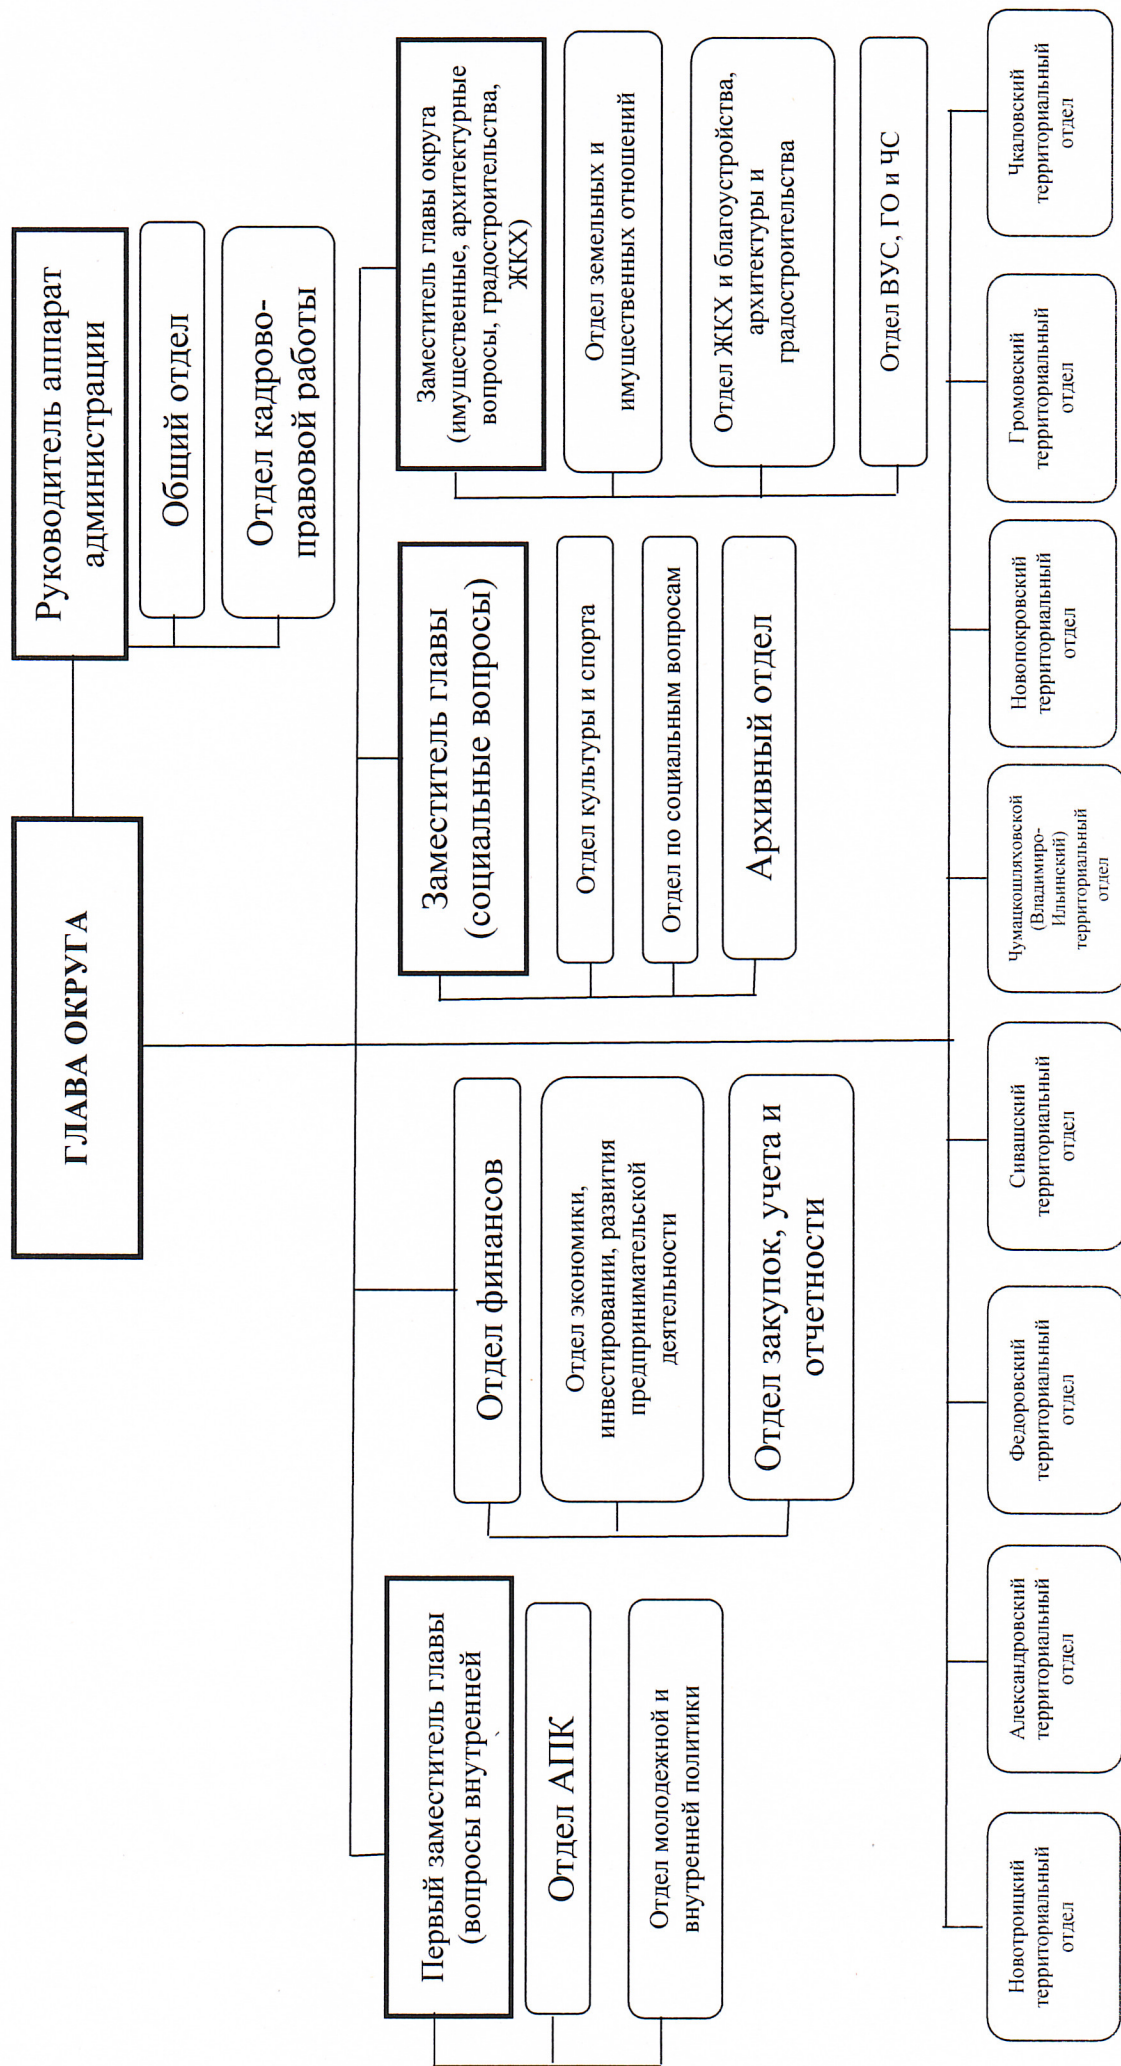 ГЛАВА ОКРУГА
Руководитель аппарат
администрации
Общий отдел
Отдел кадрово-
правовой работы
Первый заместитель главы
(вопросы внутренней
Отдел АПК
Отдел молодежной и
внутренней политики
Отдел финансов
Отдел экономики,
инвестировании, развития
предпринимательской
деятельности
Отдел закупок, учета и
отчетности
Заместитель главы
(социальные вопросы)
Отдел культуры и спорта
Отдел по социальным вопросам
Архивный отдел
Заместитель главы округа
(имущественные, архитектурные
вопросы, градостроительства,
ЖКХ)
Отдел земельных и
имущественных отношений
Отдел ЖКХ и благоустройства,
архитектуры и
градостроительства
Отдел ВУС, ГО и ЧС
Новотроицкий
территориальный
отдел
Александровский
территориальный
отдел
Федоровский
территориальный
отдел
Сивашский
территориальный
отдел
Чумацкошляховской
(Владимиро-
Ильинский)
территориальный
отдел
Новопокровский
территориальный
отдел
Громовский
территориальный
отдел
Чкаловский
территориальный
отдел